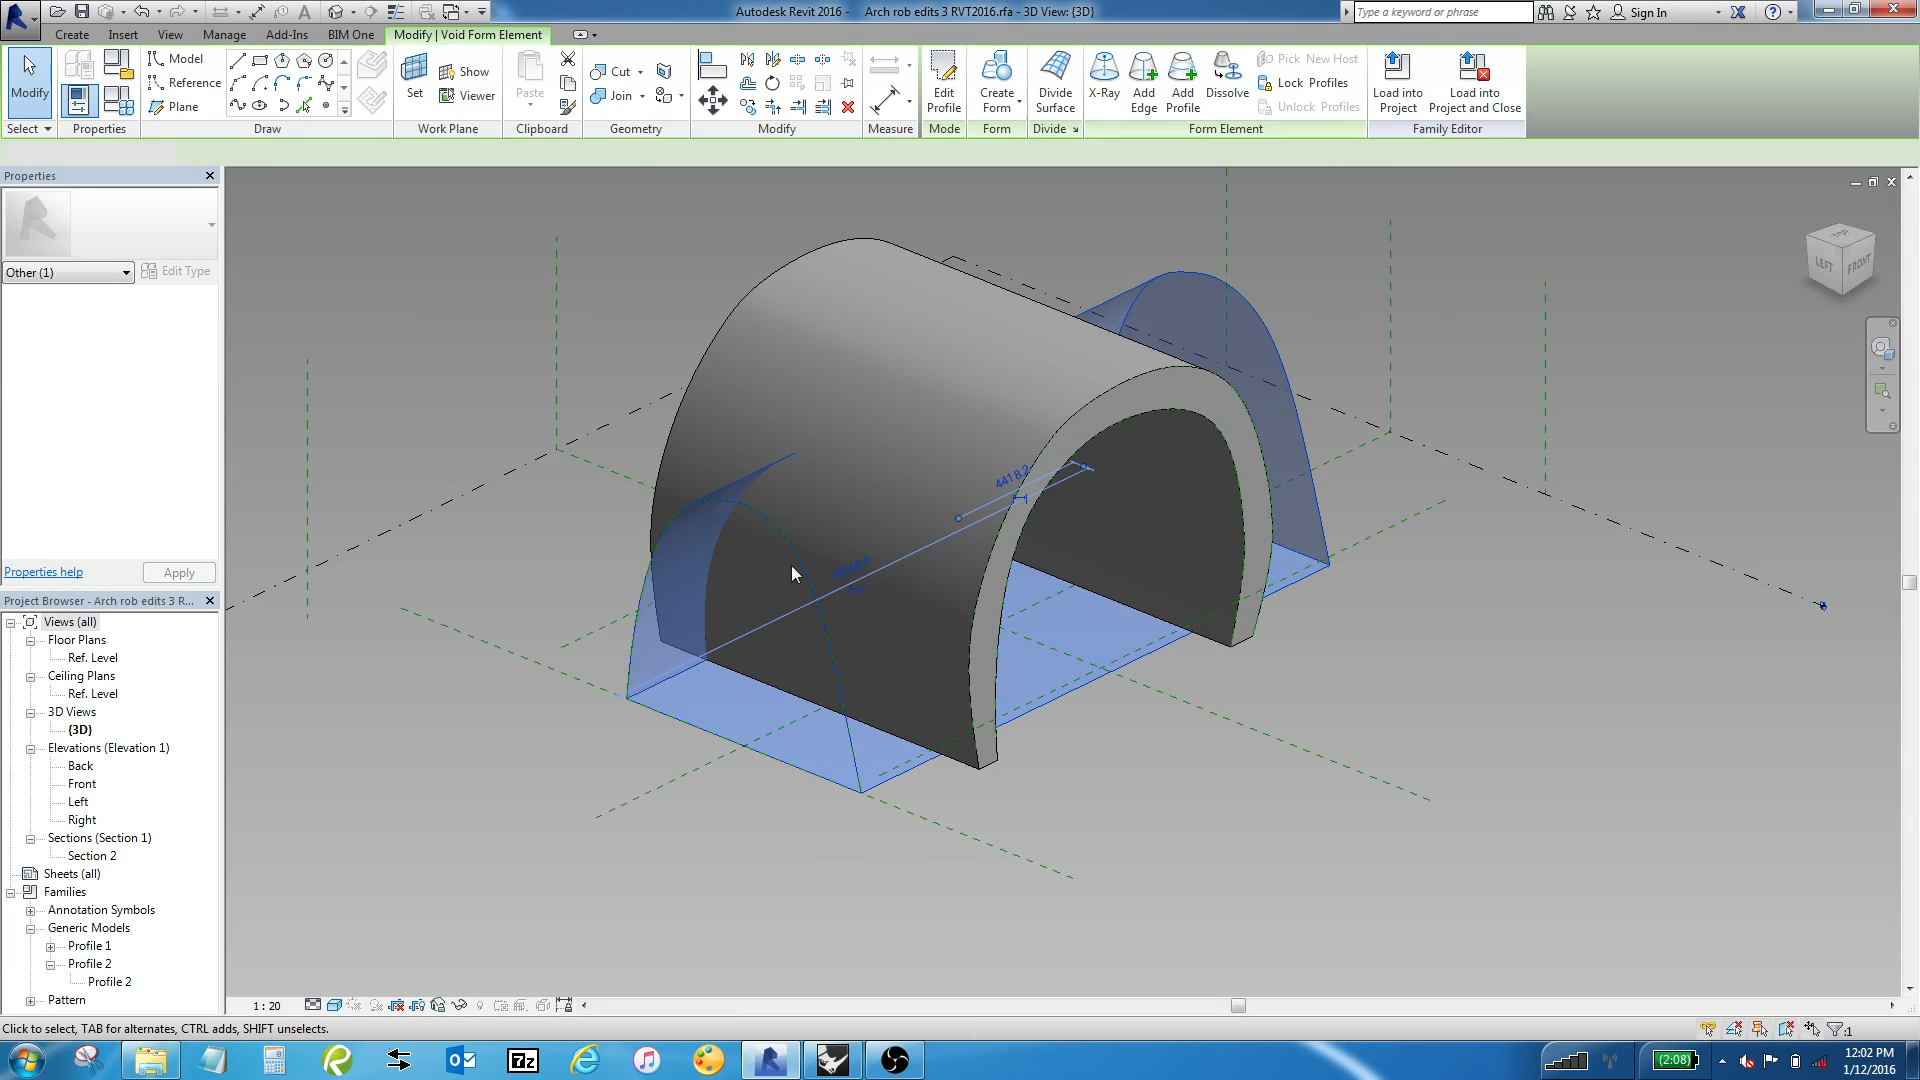 Autodesk Revit 2016 - Arch rob edits 3 RVT2016.rfa - 3D View: {3D}
Type a keyword or phrase
Sign In
Create Insert View Manage Add-Ins BIM One Modify | Void Form Element
Modify
Model
Reference
Plane
Set
Show
Viewer
Paste
Cut
Join
Edit Profile
Create Form
Divide Surface
X-Ray
Add Edge
Add Profile
Dissolve
Pick New Host
Lock Profiles
Unlock Profiles
Load into Project
Load into Project and Close
Select Properties Draw Work Plane Clipboard Geometry Modify Measure Mode Form Divide Form Element Family Editor
Properties
Other (1)
Edit Type
Properties help
Apply
Project Browser - Arch rob edits 3 R...
Views (all)
Floor Plans
Ref. Level
Ceiling Plans
Ref. Level
3D Views
{3D}
Elevations (Elevation 1)
Back
Front
Left
Right
Sections (Section 1)
Section 2
Sheets (all)
Families
Annotation Symbols
Generic Models
Profile 1
Profile 2
Profile 2
Pattern
4418.2
TOP
LEFT
FRONT
1 : 20
Click to select, TAB for alternates, CTRL adds, SHIFT unselects.
:1
7z
(2:08)
12:02 PM
1/12/2016